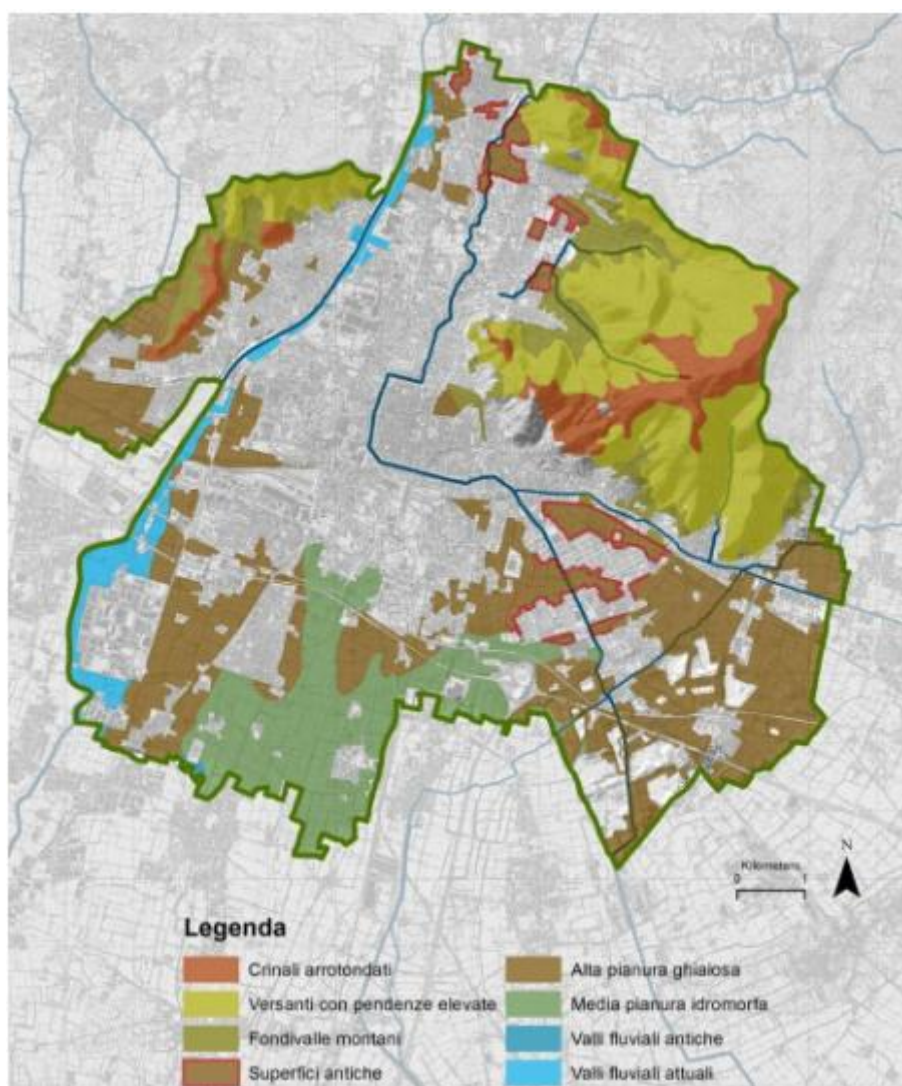 N
Kilometers
0 1
Legenda
Crinali arrotondati
Versanti con pendenze elevate
Fondivalle montani
Superfici antiche
Alta pianura ghiaiosa
Media pianura idromorfa
Valli fluviali antiche
Valli fluviali attuali